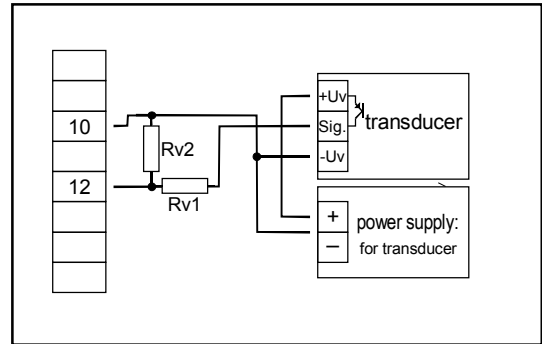 10
12
Rv2
Rv1
+Uv
Sig.
-Uv
transducer
+
–
power supply:
for transducer